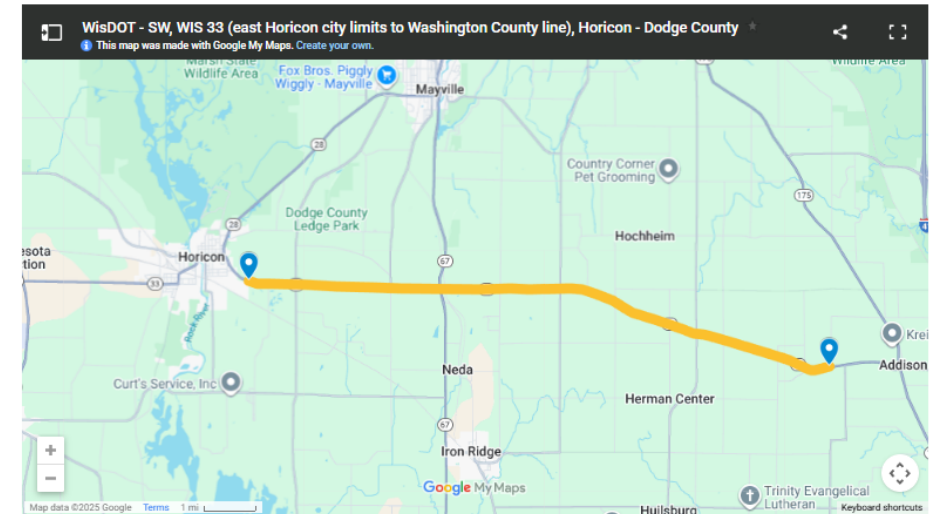 WisDOT - SW, WIS 33 (east Horicon city limits to Washington County line), Horicon - Dodge County
This map was made with Google My Maps. Create your own.
Marsh State
Wildlife Area
Fox Bros. Piggly
Wiggly - Mayville
Mayville
Wildlife Area
28
Country Corner
Pet Grooming
175
Dodge County
Ledge Park
28
Hochheim
Horicon
67
33
Rock River
Neda
Addison
Curt's Service, Inc
Herman Center
67
Iron Ridge
Google My Maps
Trinity Evangelical
Lutheran
Huilsburg
Map data ©2025 Google
Terms
1 mi
Keyboard shortcuts